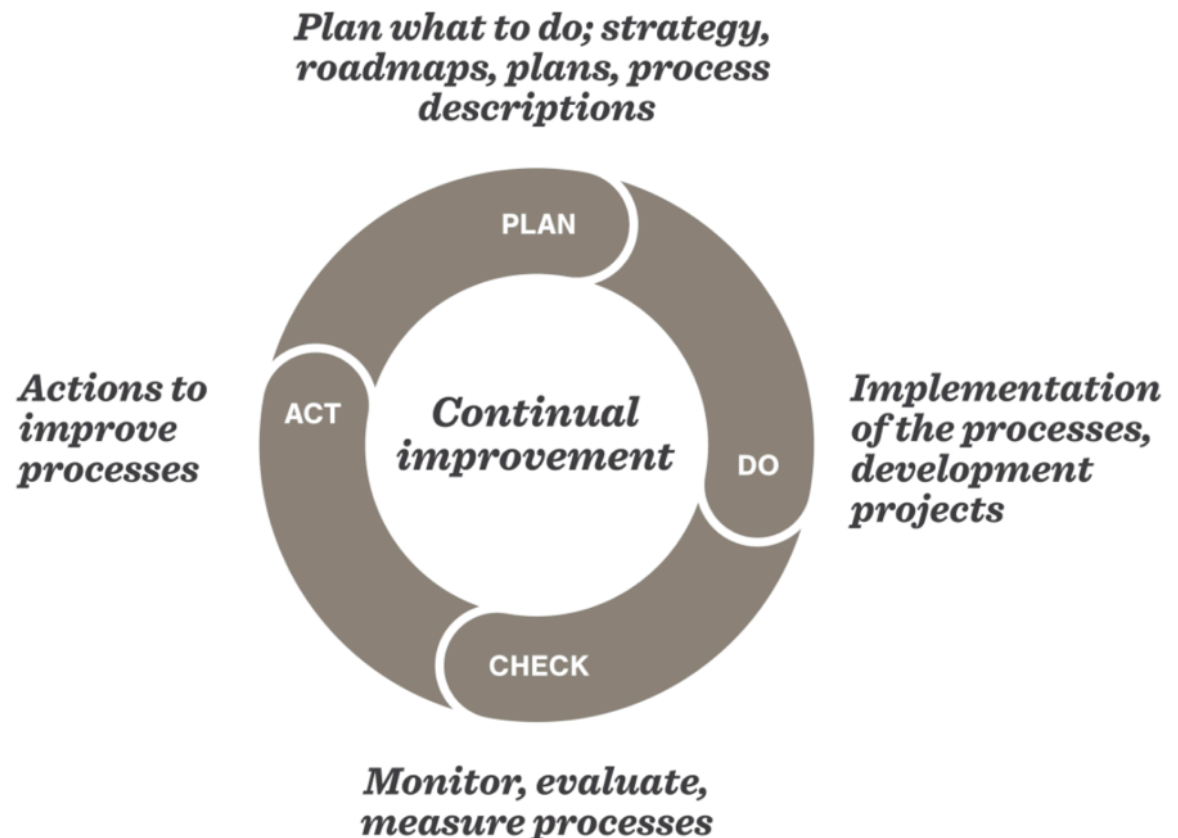 Plan what to do; strategy,
roadmaps, plans, process
descriptions
PLAN
Actions to
improve
processes
ACT
Continual
improvement
DO
Implementation
of the processes,
development
projects
CHECK
Monitor, evaluate,
measure processes